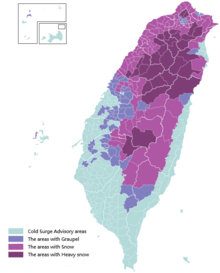 Cold Surge Advisory areas
The areas with Graupel
The areas with Snow
The areas with Heavy snow